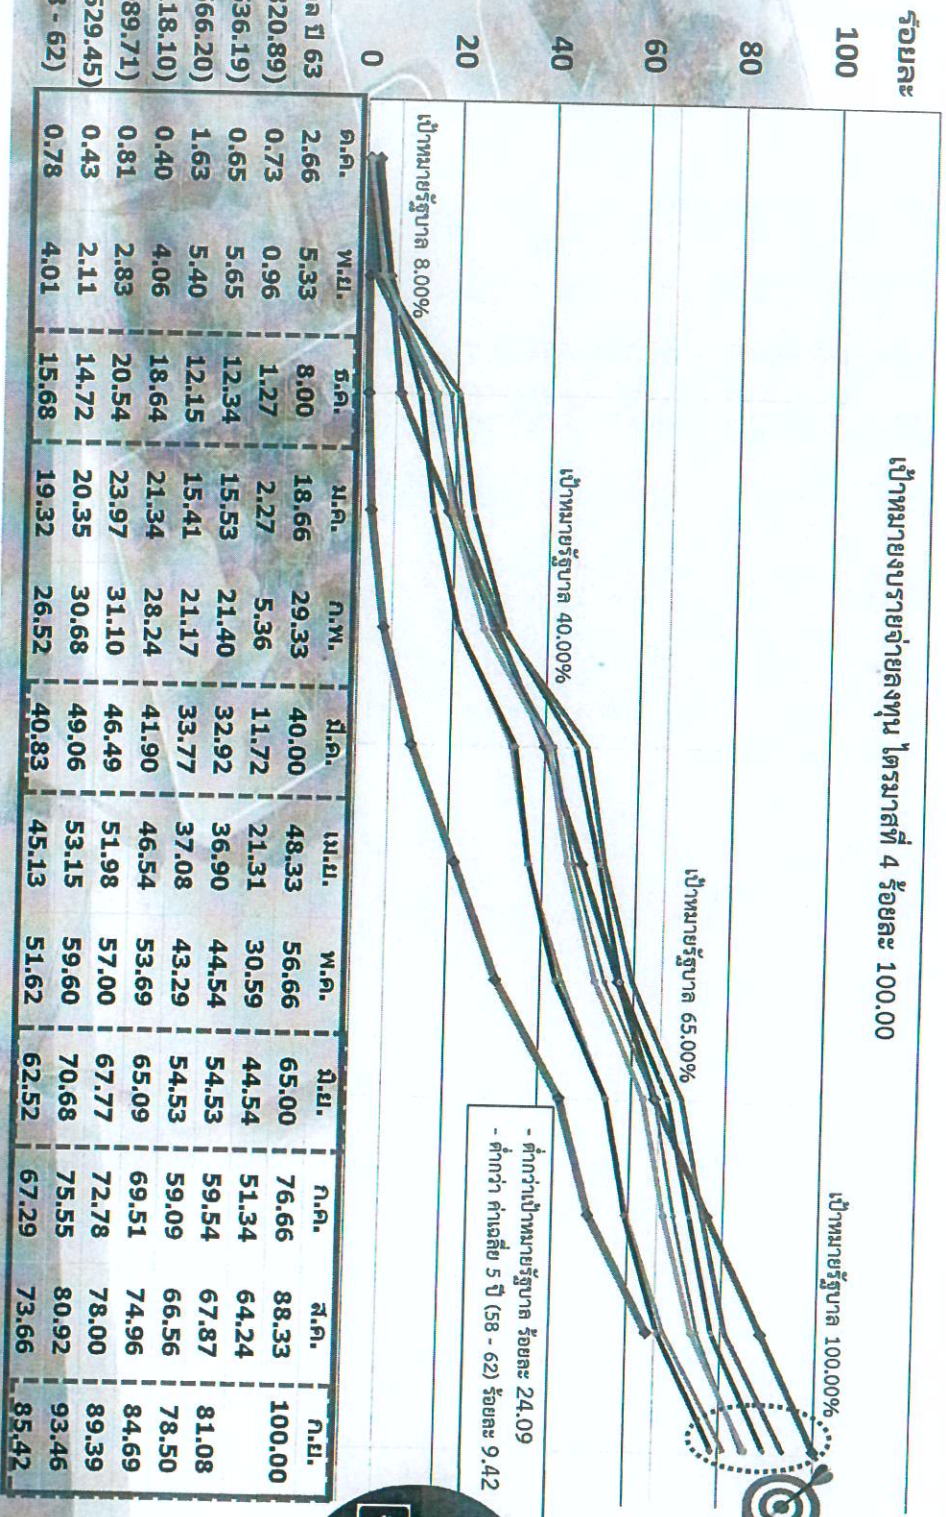 เป้าหมายงบรายจ่ายลงทุน ไตรมาสที่ 4 ร้อยละ 100.00
ร้อยละ
100
80
60
40
20
0
เป้าหมายรัฐบาล 8.00%
เป้าหมายรัฐบาล 40.00%
เป้าหมายรัฐบาล 65.00%
เป้าหมายรัฐบาล 100.00%
- ต่ำกว่าเป้าหมายรัฐบาล ร้อยละ 24.09
- ต่ำกว่า ค่าเฉลี่ย 5 ปี (58 - 62) ร้อยละ 9.42
ต.ค. พ.ย. ธ.ค. ม.ค. ก.พ. มี.ค. เม.ย. พ.ค. มิ.ย. ก.ค. ส.ค. ก.ย.
ล ปี 63 2.66 5.33 8.00 18.66 29.33 40.00 48.33 56.66 65.00 76.66 88.33 100.00
320.89) 0.73 0.96 1.27 2.27 5.36 11.72 21.31 30.59 44.54 51.34 64.24
536.19) 0.65 5.65 12.34 15.53 21.40 32.92 36.90 44.54 54.53 59.54 67.87 81.08
566.20) 1.63 5.40 12.15 15.41 21.17 33.77 37.08 43.29 54.53 59.09 66.56 78.50
18.10) 0.40 4.06 18.64 21.34 28.24 41.90 46.54 53.69 65.09 69.51 74.96 84.69
89.71) 0.81 2.83 20.54 23.97 31.10 46.49 51.98 57.00 67.77 72.78 78.00 89.39
529.45) 0.43 2.11 14.72 20.35 30.68 49.06 53.15 59.60 70.68 75.55 80.92 93.46
- 62) 0.78 4.01 15.68 19.32 26.52 40.83 45.13 51.62 62.52 67.29 73.66 85.42